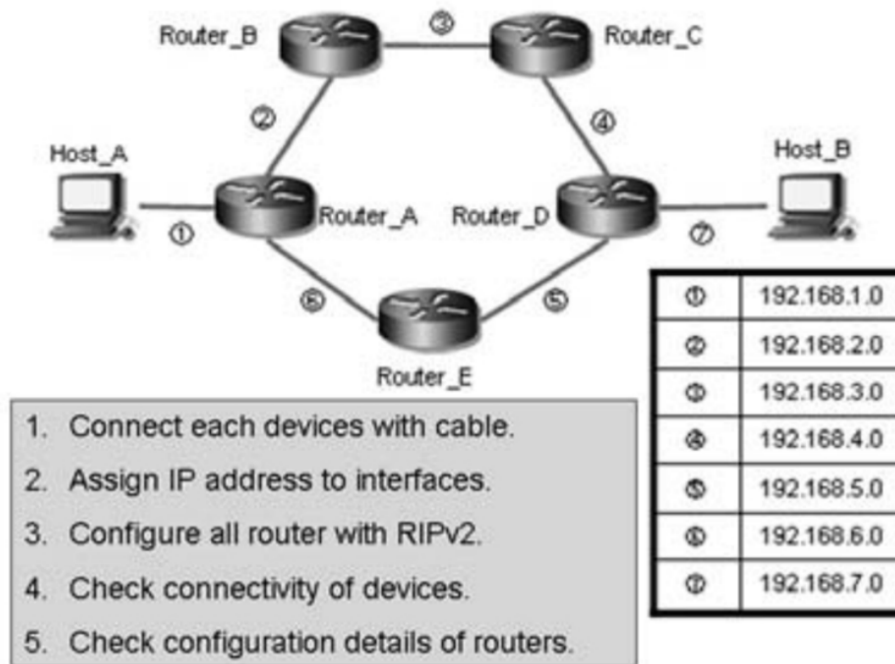 Router_B
③
Router_C
②
④
Host_A
Host_B
①
Router_A
Router_D
⑦
⑥
⑤
Router_E
① 192.168.1.0
② 192.168.2.0
③ 192.168.3.0
④ 192.168.4.0
⑤ 192.168.5.0
⑥ 192.168.6.0
⑦ 192.168.7.0
1. Connect each devices with cable.
2. Assign IP address to interfaces.
3. Configure all router with RIPv2.
4. Check connectivity of devices.
5. Check configuration details of routers.